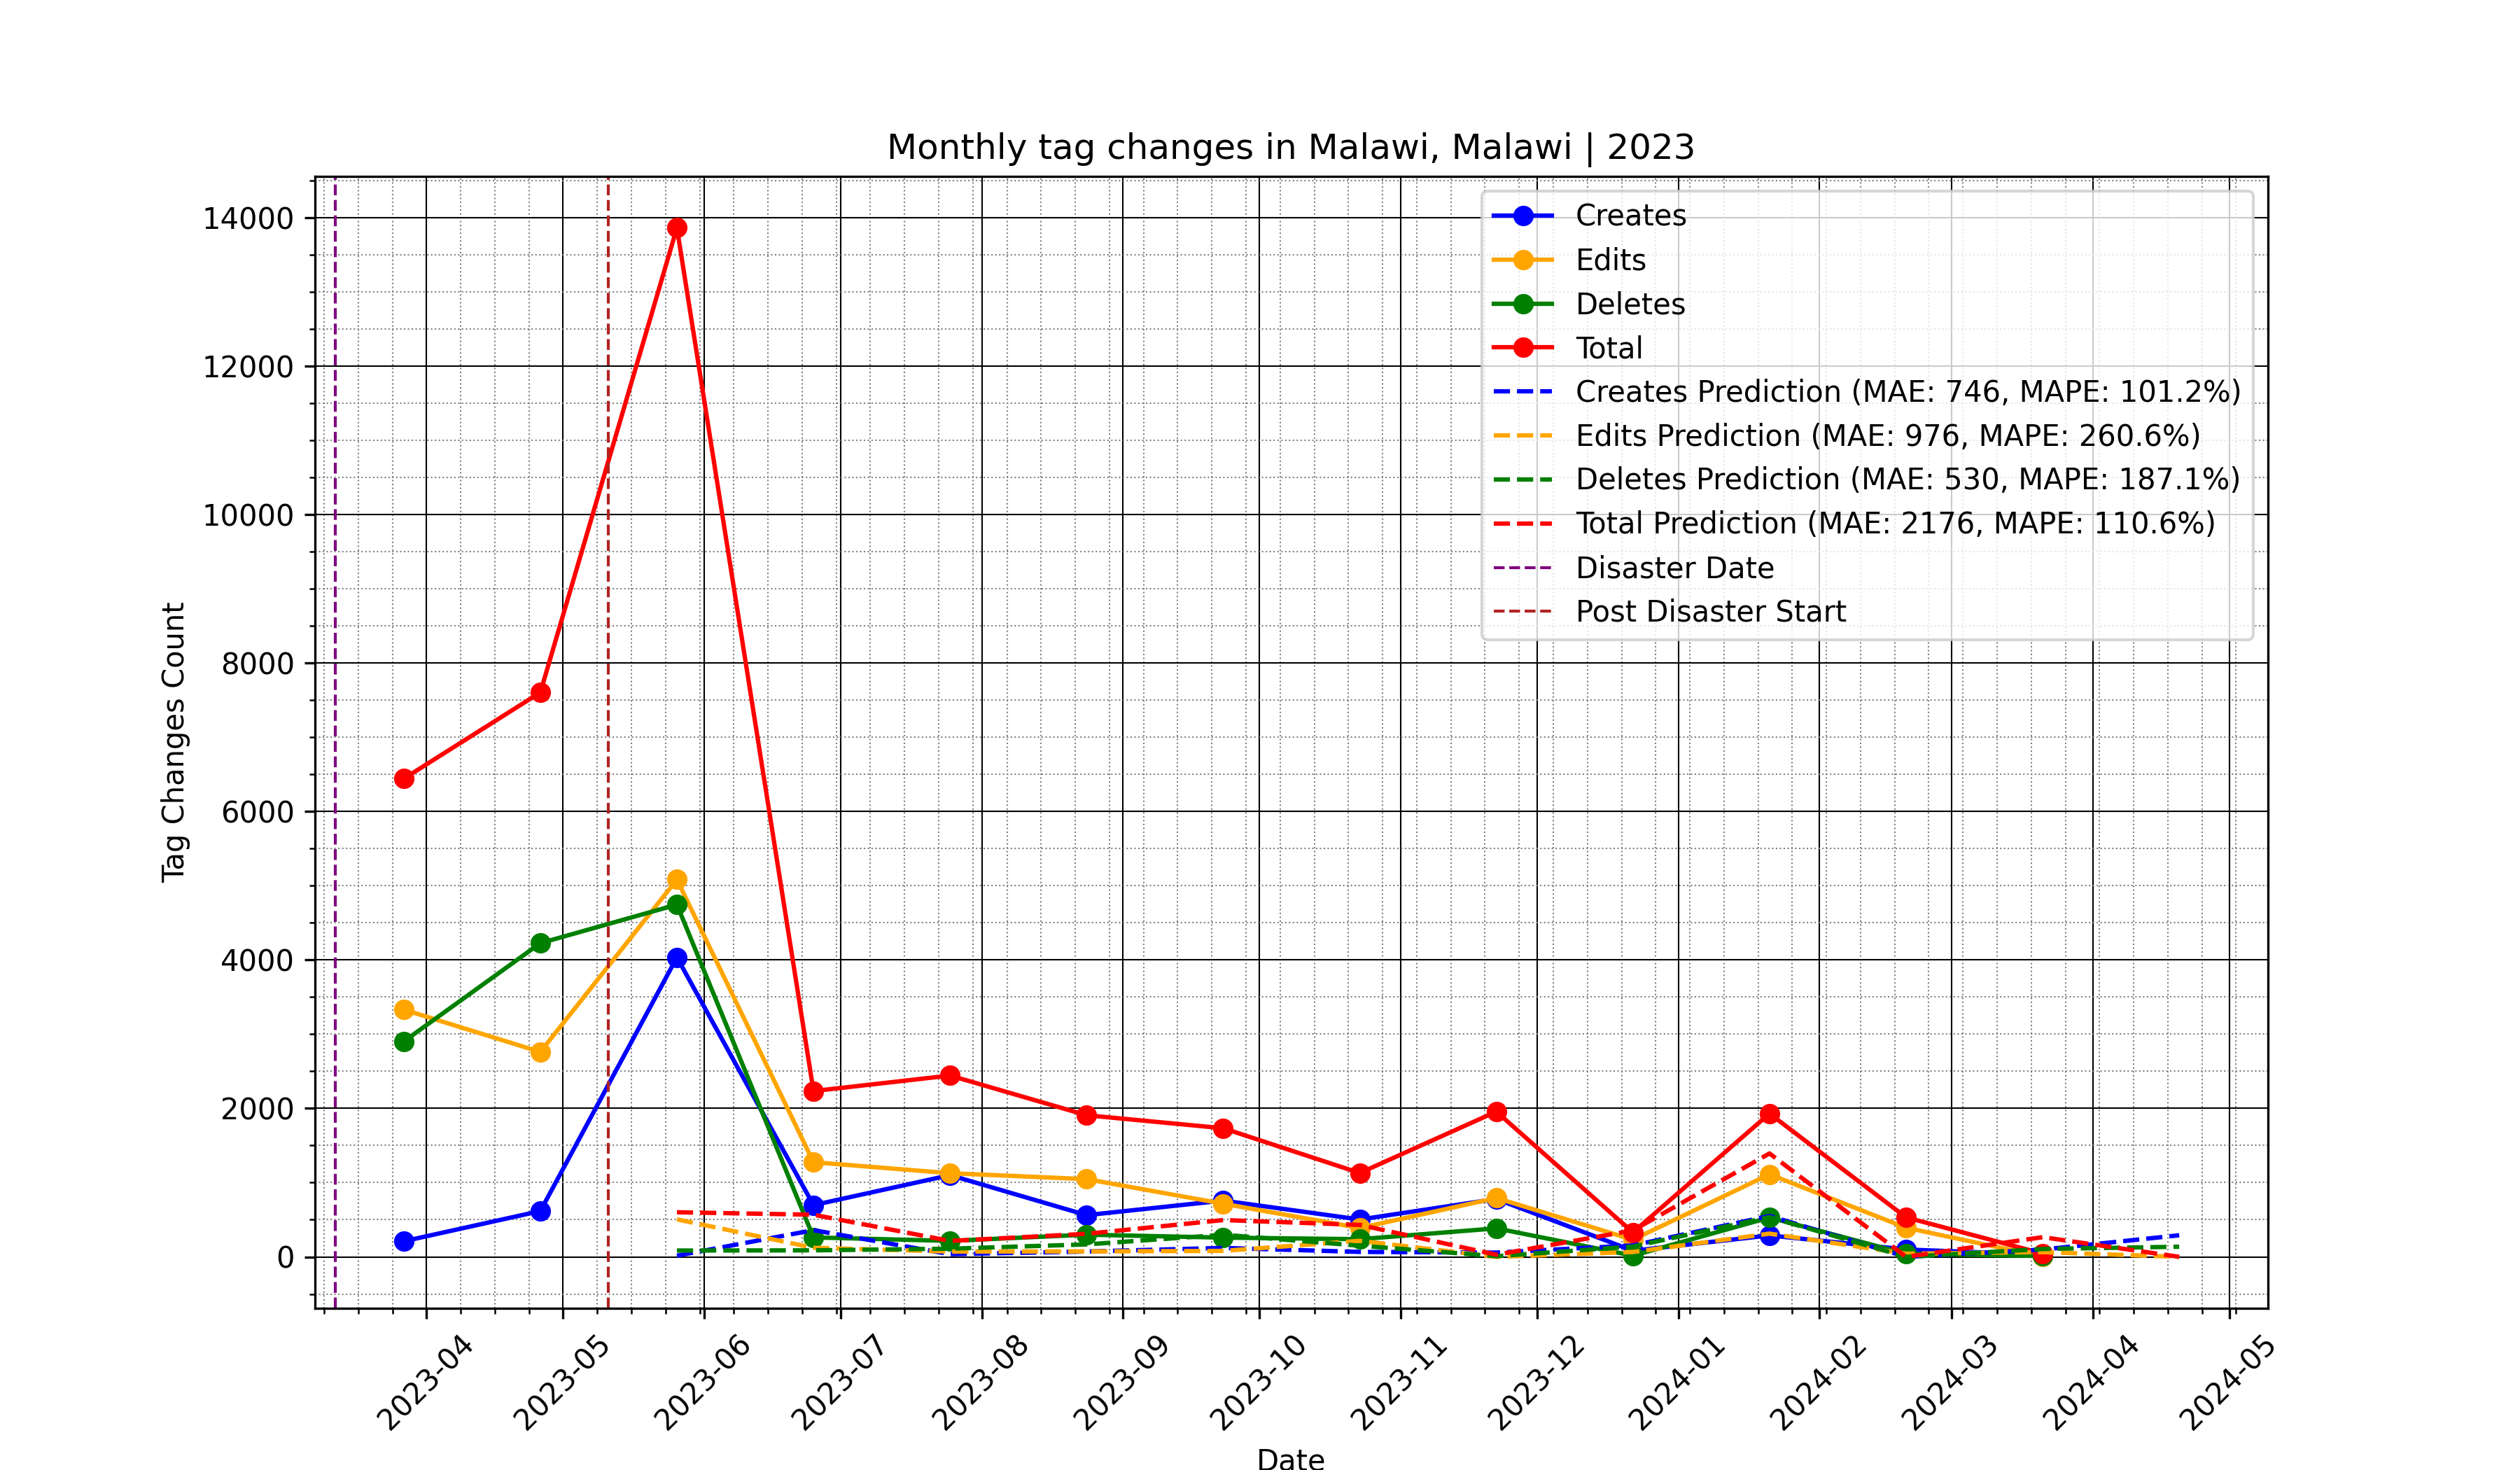 Monthly tag changes in Malawi, Malawi | 2023
14000
12000
10000
8000
6000
4000
2000
0
Tag Changes Count
Creates
Edits
Deletes
Total
Creates Prediction (MAE: 746, MAPE: 101.2%)
Edits Prediction (MAE: 976, MAPE: 260.6%)
Deletes Prediction (MAE: 530, MAPE: 187.1%)
Total Prediction (MAE: 2176, MAPE: 110.6%)
Disaster Date
Post Disaster Start
2023-04
2023-05
2023-06
2023-07
2023-08
2023-09
2023-10
2023-11
2023-12
2024-01
2024-02
2024-03
2024-04
2024-05
Date